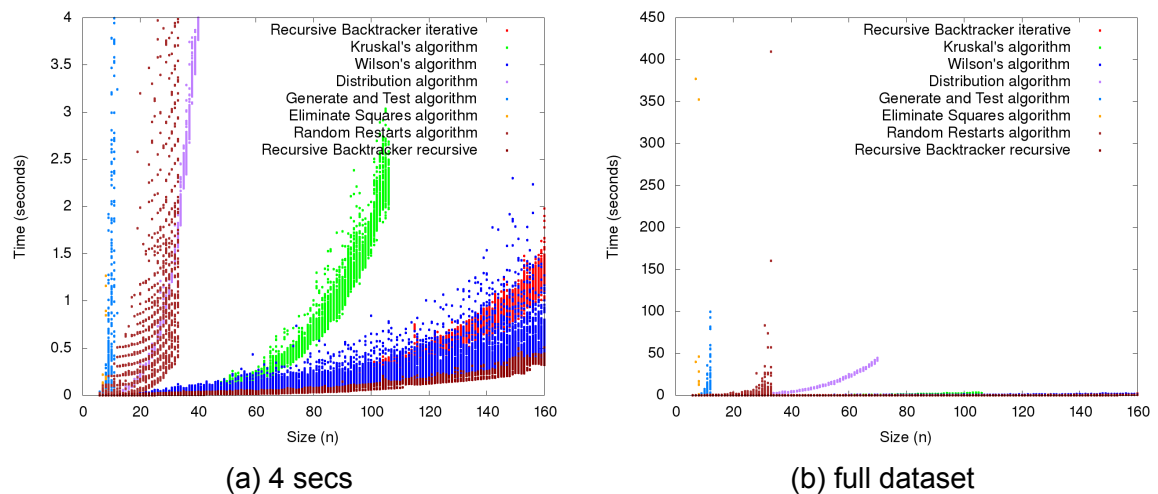 4
3.5
3
2.5
2
1.5
1
0.5
0
0 20 40 60 80 100 120 140 160
Time (seconds)
Size (n)
Recursive Backtracker iterative
Kruskal's algorithm
Wilson's algorithm
Distribution algorithm
Generate and Test algorithm
Eliminate Squares algorithm
Random Restarts algorithm
Recursive Backtracker recursive
(a) 4 secs
450
400
350
300
250
200
150
100
50
0
0 20 40 60 80 100 120 140 160
Time (seconds)
Size (n)
Recursive Backtracker iterative
Kruskal's algorithm
Wilson's algorithm
Distribution algorithm
Generate and Test algorithm
Eliminate Squares algorithm
Random Restarts algorithm
Recursive Backtracker recursive
(b) full dataset